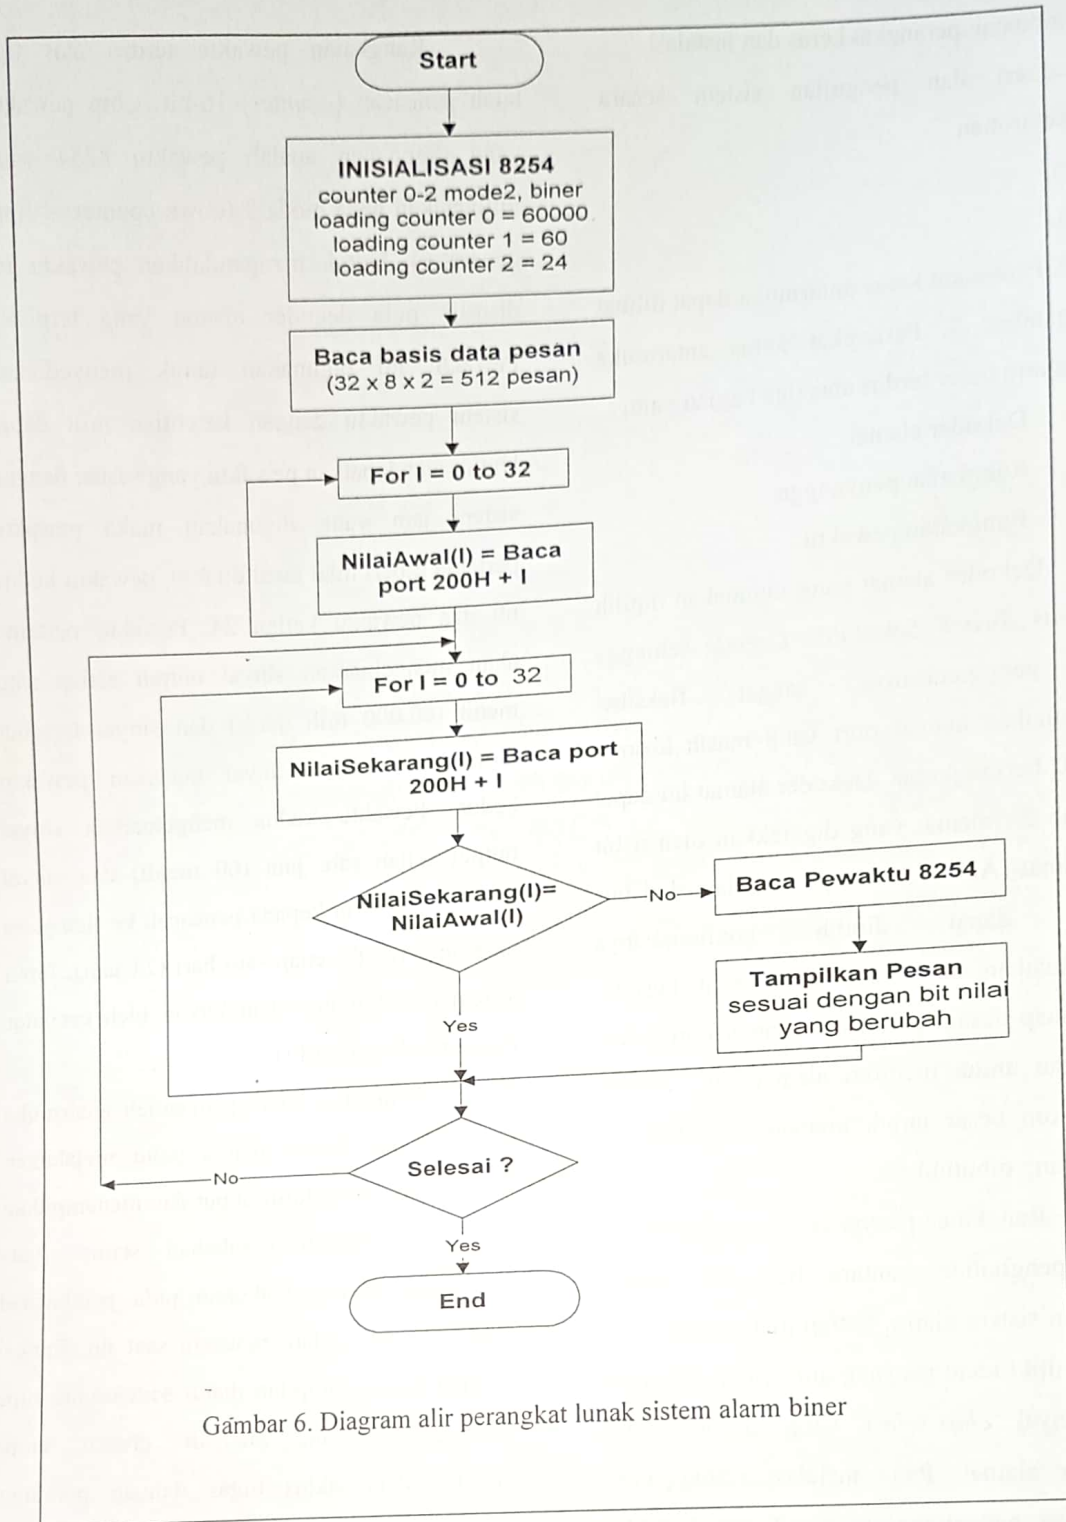 Start
INISIALISASI 8254
counter 0-2 mode2, biner
loading counter 0 = 60000
loading counter 1 = 60
loading counter 2 = 24
Baca basis data pesan
(32 x 8 x 2 = 512 pesan)
For I = 0 to 32
NilaiAwal(I) = Baca
port 200H + I
For I = 0 to 32
NilaiSekarang(I) = Baca port
200H + I
NilaiSekarang(I)=
NilaiAwal(I)
No
Baca Pewaktu 8254
Tampilkan Pesan
sesuai dengan bit nilai
yang berubah
Yes
Selesai ?
No
Yes
End
Gambar 6. Diagram alir perangkat lunak sistem alarm biner